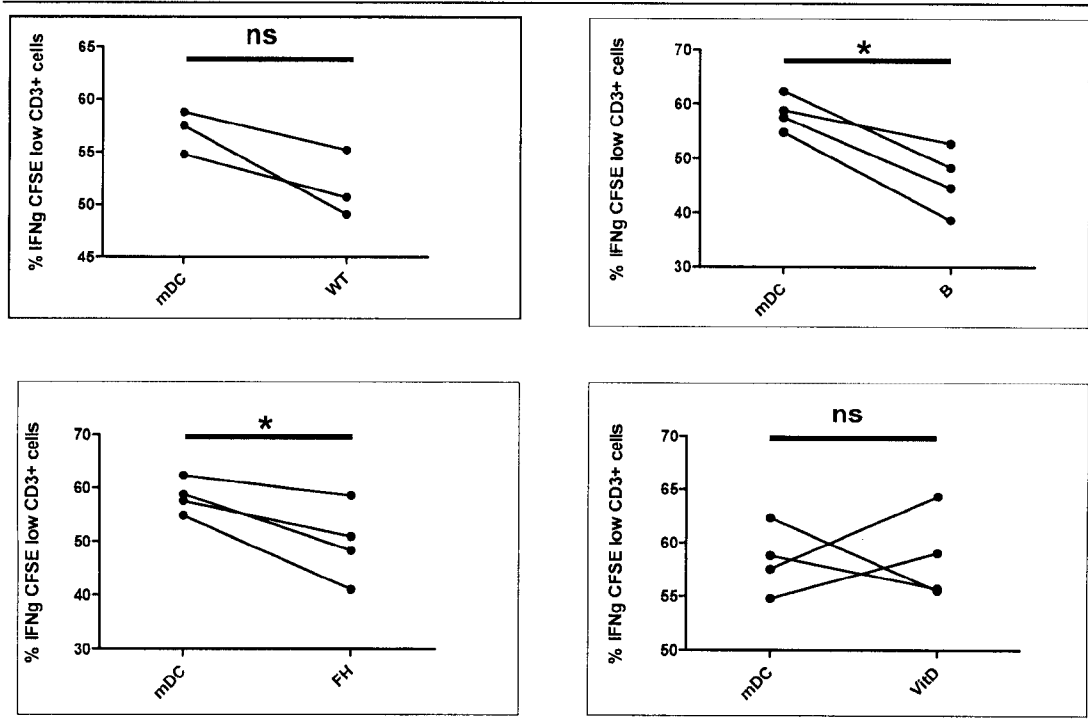 ns
% IFNg CFSE low CD3+ cells
65
60
55
50
45
mDC
WT
*
% IFNg CFSE low CD3+ cells
70
60
50
40
30
mDC
B
*
% IFNg CFSE low CD3+ cells
70
60
50
40
30
mDC
FH
ns
% IFNg CFSE low CD3+ cells
70
65
60
55
50
mDC
VitD